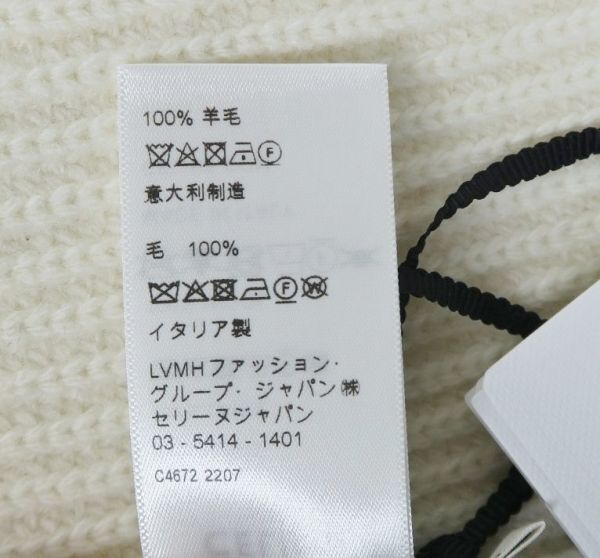 100% 羊毛
意大利制造
毛 100%
イタリア製
LVMHファッション・
グループ・ジャパン㈱
セリーヌジャパン
03 - 5414 - 1401
C4672 2207